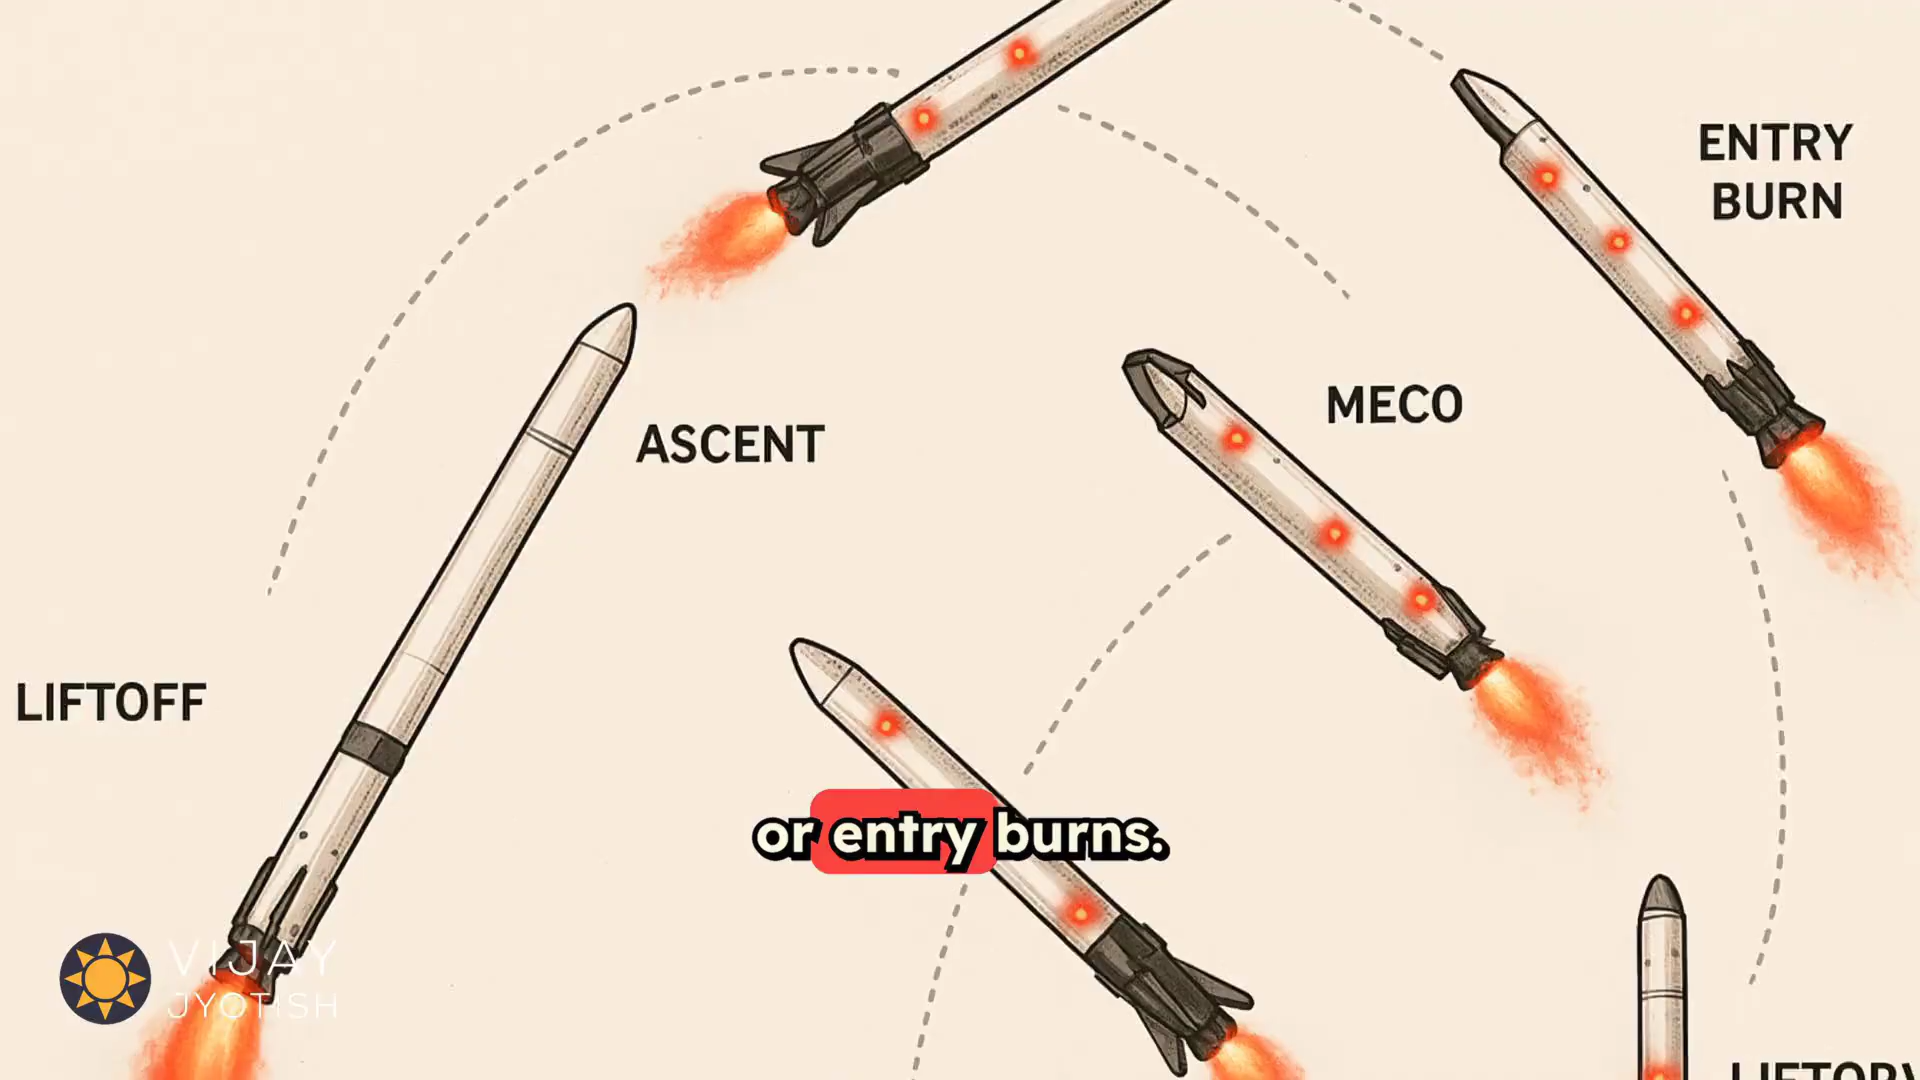 ENTRY
BURN
MECO
ASCENT
LIFTOFF
or entry burns.
VIJAY
JYOTISH